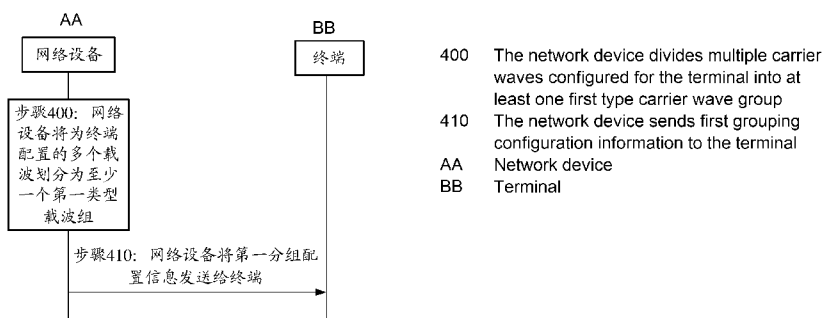 AA
BB
网络设备
终端
步骤400：网络
设备将为终端
配置的多个载
波划分为至少
一个第一类型
载波组
步骤410：网络设备将第一分组配
置信息发送给终端
400 The network device divides multiple carrier
waves configured for the terminal into at
least one first type carrier wave group
410 The network device sends first grouping
configuration information to the terminal
AA Network device
BB Terminal